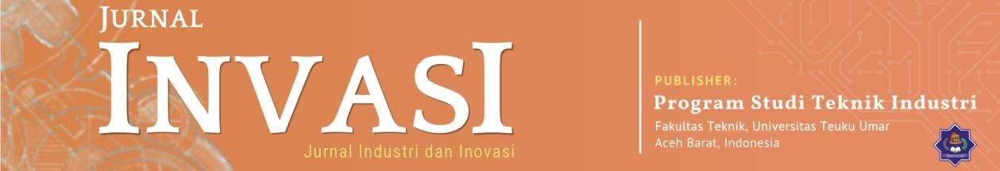 JURNAL
INVASI
Jurnal Industri dan Inovasi
PUBLISHER:
Program Studi Teknik Industri
Fakultas Teknik, Universitas Teuku Umar
Aceh Barat, Indonesia